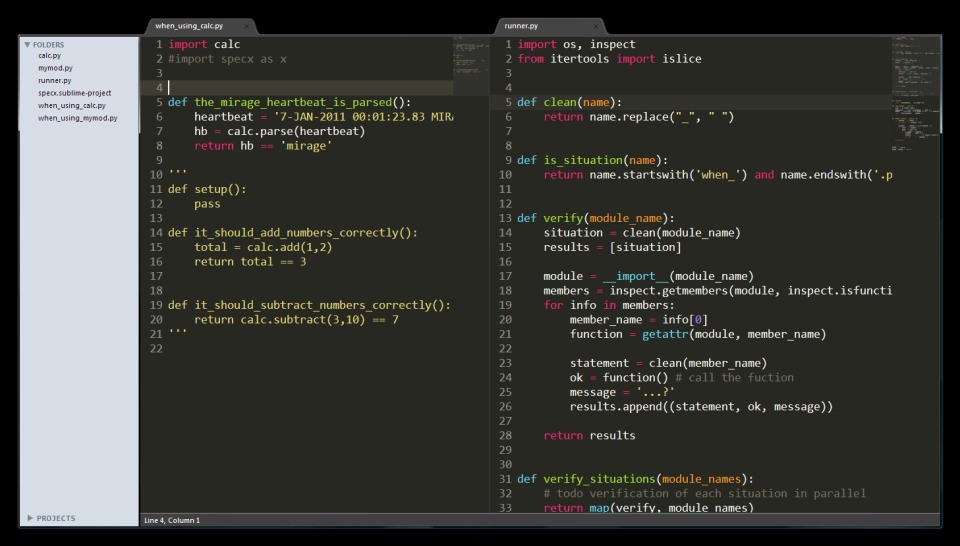 when_using_calc.py
runner.py
FOLDERS
calc.py
mymod.py
runner.py
specx.sublime-project
when_using_calc.py
when_using_mymod.py
PROJECTS
1 import calc
2 #import specx as x
3
4
5 def the_mirage_heartbeat_is_parsed():
6 heartbeat = '7-JAN-2011 00:01:23.83 MIRA
7 hb = calc.parse(heartbeat)
8 return hb == 'mirage'
9
10 '''
11 def setup():
12 pass
13
14 def it_should_add_numbers_correctly():
15 total = calc.add(1,2)
16 return total == 3
17
18
19 def it_should_subtract_numbers_correctly():
20 return calc.subtract(3,10) == 7
21 '''
22
1 import os, inspect
2 from itertools import islice
3
4
5 def clean(name):
6 return name.replace("_", " ")
7
8
9 def is_situation(name):
10 return name.startswith('when_') and name.endswith('.p
11
12
13 def verify(module_name):
14 situation = clean(module_name)
15 results = [situation]
16
17 module = __import__(module_name)
18 members = inspect.getmembers(module, inspect.isfuncti
19 for info in members:
20 member_name = info[0]
21 function = getattr(module, member_name)
22
23 statement = clean(member_name)
24 ok = function() # call the fuction
25 message = '...?'
26 results.append((statement, ok, message))
27
28 return results
29
30
31 def verify_situations(module_names):
32 # todo verification of each situation in parallel
33 return map(verify, module_names)
Line 4, Column 1